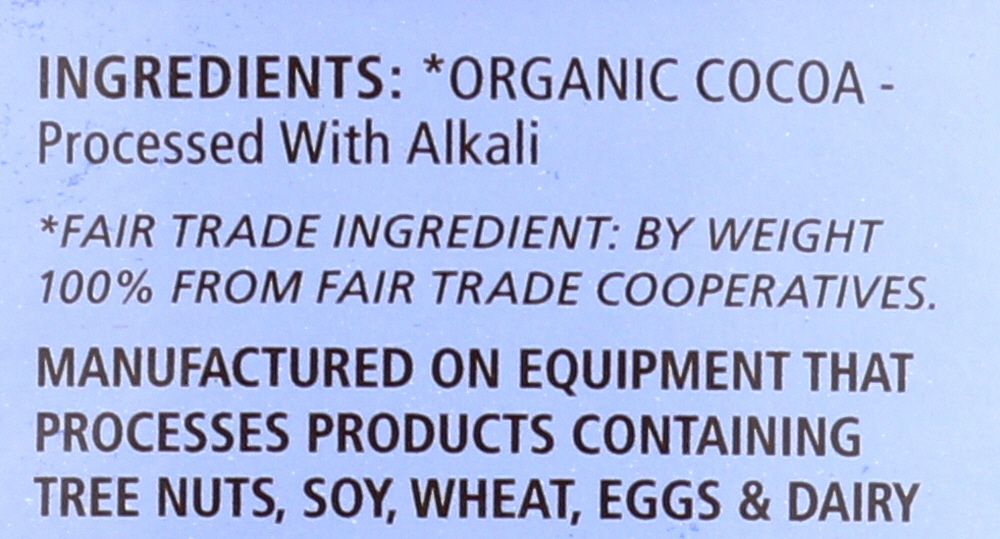 INGREDIENTS: *ORGANIC COCOA -
Processed With Alkali
*FAIR TRADE INGREDIENT: BY WEIGHT
100% FROM FAIR TRADE COOPERATIVES.
MANUFACTURED ON EQUIPMENT THAT
PROCESSES PRODUCTS CONTAINING
TREE NUTS, SOY, WHEAT, EGGS & DAIRY